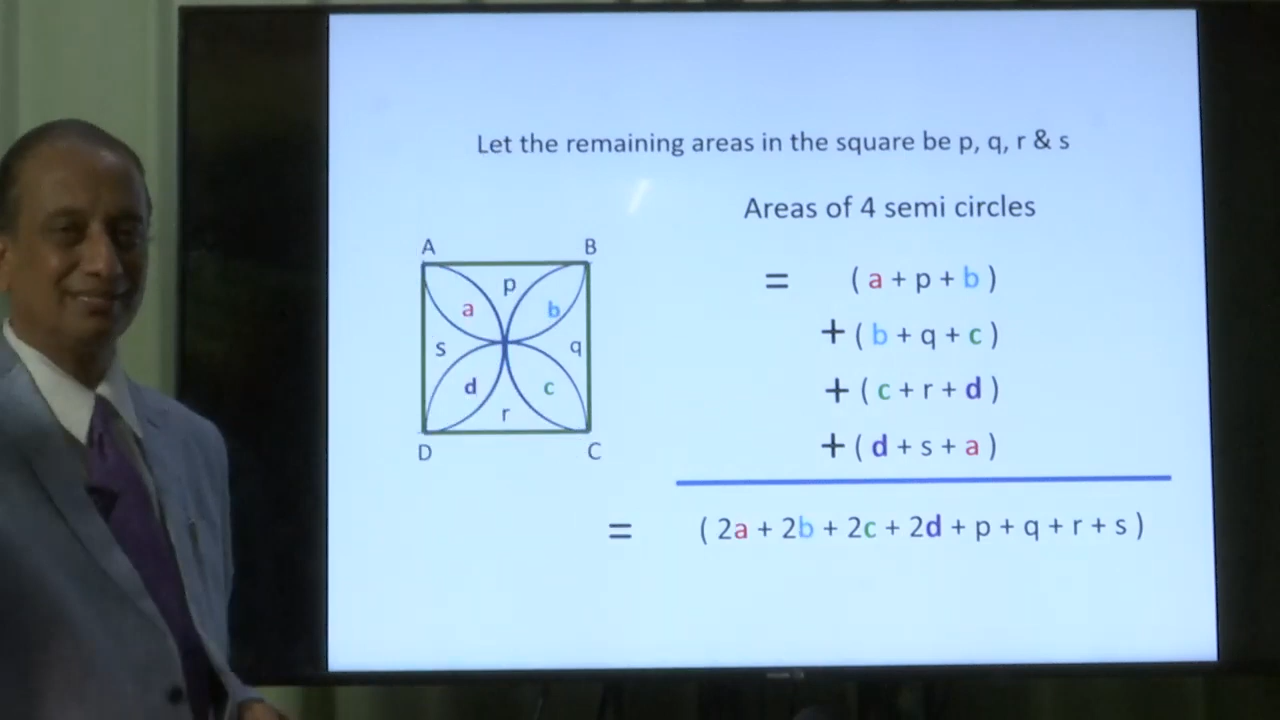 Let the remaining areas in the square be p, q, r & s
Areas of 4 semi circles
A B
p
a b
s q
d c
r
D C
= ( a + p + b )
+ ( b + q + c )
+ ( c + r + d )
+ ( d + s + a )
= ( 2a + 2b + 2c + 2d + p + q + r + s )